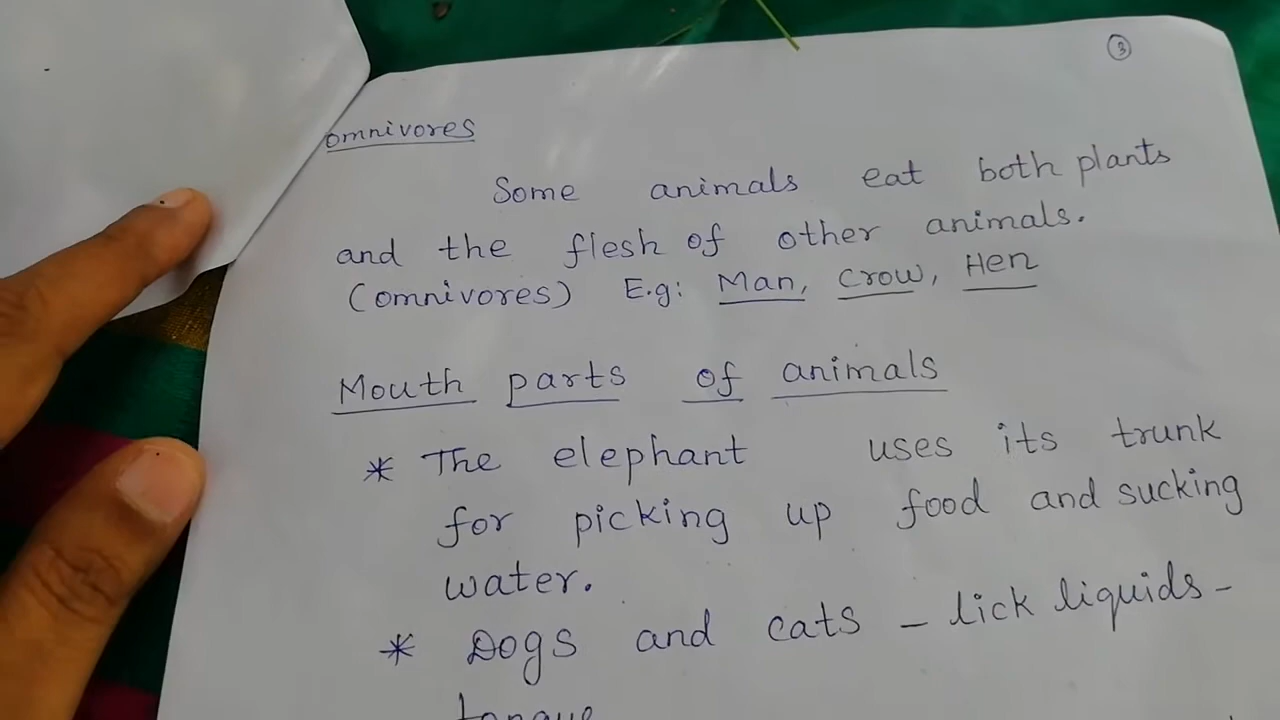 3
omnivores
Some animals eat both plants
and the flesh of other animals.
(omnivores) E.g: Man, Crow, Hen
Mouth parts of animals
* The elephant uses its trunk
for picking up food and sucking
water.
* Dogs and cats - lick liquids -
tongue